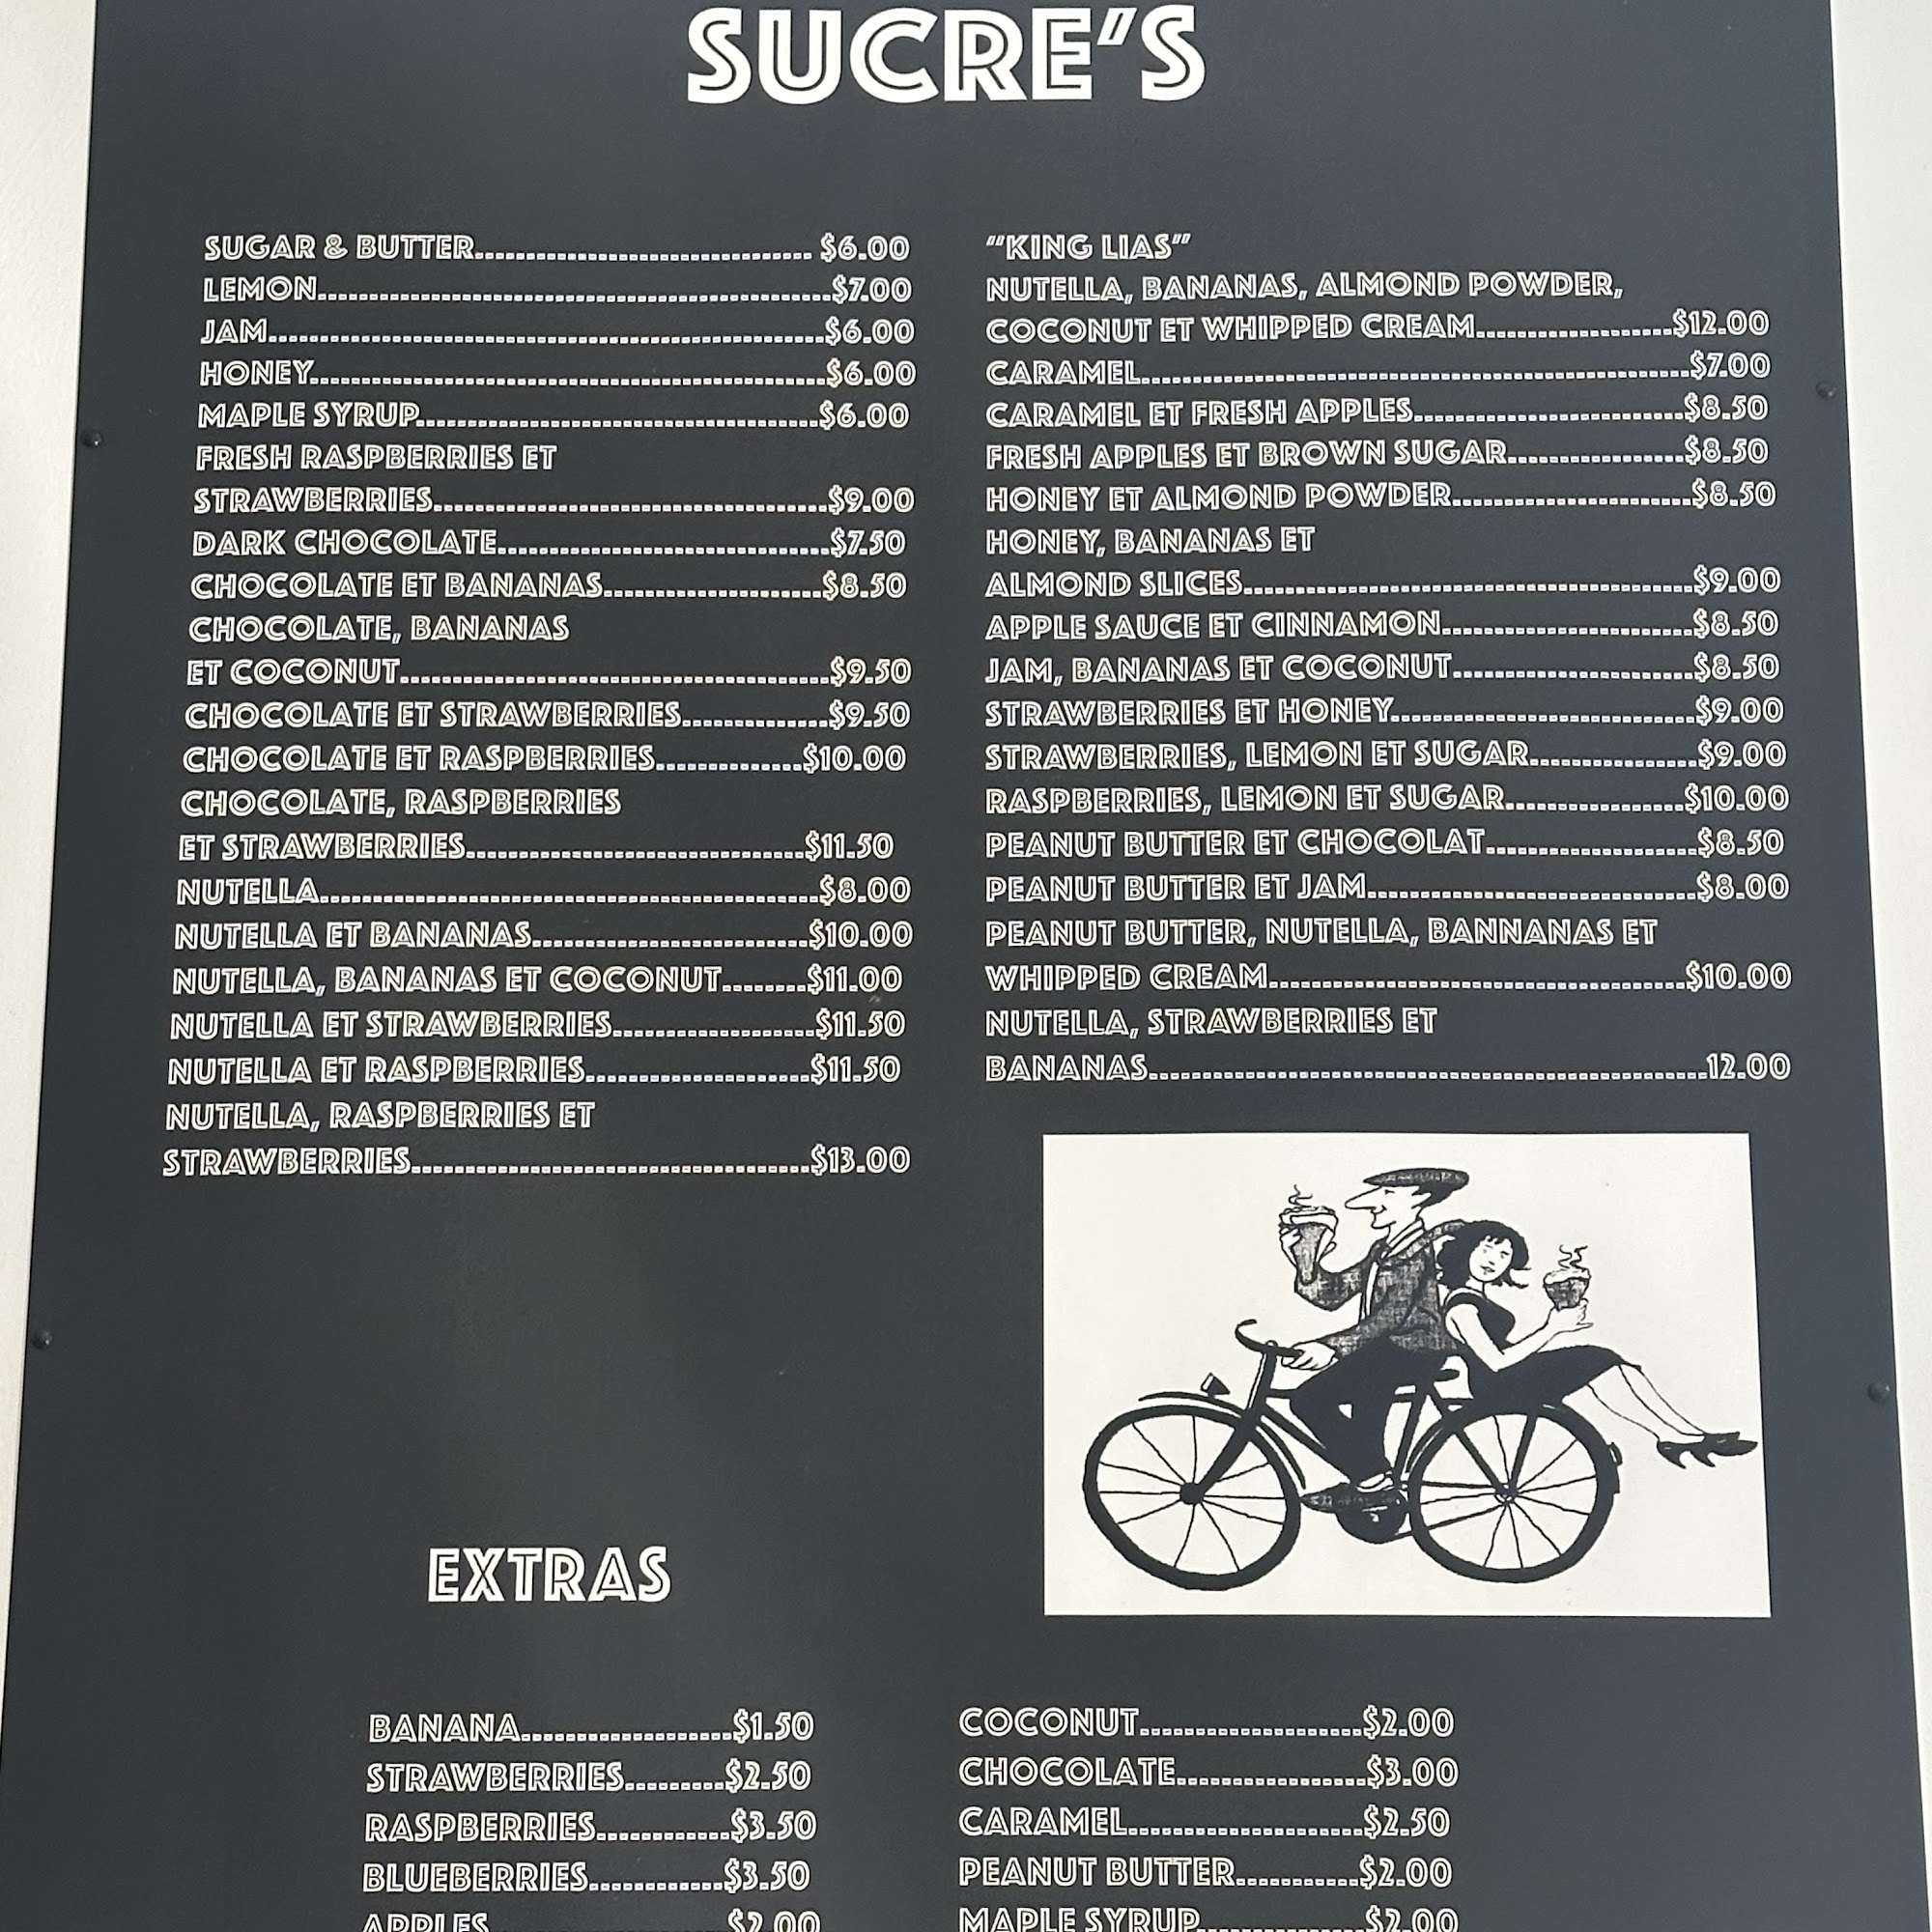 SUCRE'S
SUGAR & BUTTER................................. $6.00
LEMON..................................................$7.00
JAM......................................................$6.00
HONEY..................................................$6.00
MAPLE SYRUP.......................................$6.00
FRESH RASPBERRIES ET
STRAWBERRIES......................................$9.00
DARK CHOCOLATE................................$7.50
CHOCOLATE ET BANANAS.....................$8.50
CHOCOLATE, BANANAS
ET COCONUT.........................................$9.50
CHOCOLATE ET STRAWBERRIES..............$9.50
CHOCOLATE ET RASPBERRIES..............$10.00
CHOCOLATE, RASPBERRIES
ET STRAWBERRIES................................$11.50
NUTELLA................................................$8.00
NUTELLA ET BANANAS..........................$10.00
NUTELLA, BANANAS ET COCONUT........$11.00
NUTELLA ET STRAWBERRIES...................$11.50
NUTELLA ET RASPBERRIES.....................$11.50
NUTELLA, RASPBERRIES ET
STRAWBERRIES.....................................$13.00
"KING LIAS"
NUTELLA, BANANAS, ALMOND POWDER,
COCONUT ET WHIPPED CREAM...................$12.00
CARAMEL.....................................................$7.00
CARAMEL ET FRESH APPLES..........................$8.50
FRESH APPLES ET BROWN SUGAR.................$8.50
HONEY ET ALMOND POWDER.......................$8.50
HONEY, BANANAS ET
ALMOND SLICES...........................................$9.00
APPLE SAUCE ET CINNAMON........................$8.50
JAM, BANANAS ET COCONUT.......................$8.50
STRAWBERRIES ET HONEY.............................$9.00
STRAWBERRIES, LEMON ET SUGAR................$9.00
RASPBERRIES, LEMON ET SUGAR.................$10.00
PEANUT BUTTER ET CHOCOLAT....................$8.50
PEANUT BUTTER ET JAM................................$8.00
PEANUT BUTTER, NUTELLA, BANNANAS ET
WHIPPED CREAM........................................$10.00
NUTELLA, STRAWBERRIES ET
BANANAS.....................................................12.00
EXTRAS
BANANA.....................$1.50
STRAWBERRIES..........$2.50
RASPBERRIES.............$3.50
BLUEBERRIES.............$3.50
APPLES........................$2.00
COCONUT......................$2.00
CHOCOLATE...................$3.00
CARAMEL.......................$2.50
PEANUT BUTTER............$2.00
MAPLE SYRUP................$2.00